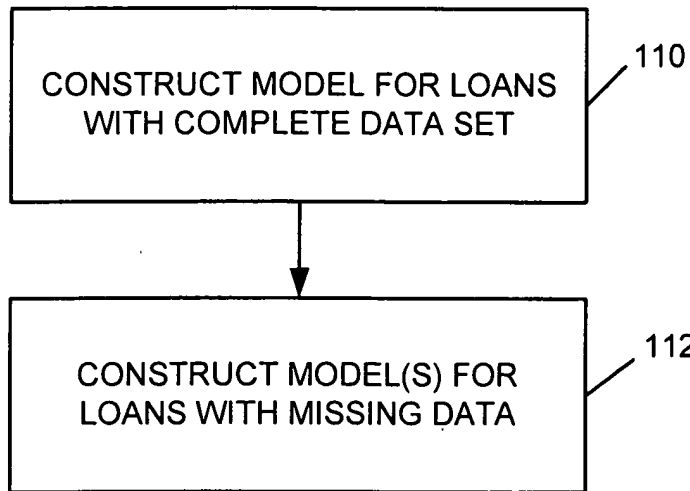 CONSTRUCT MODEL FOR LOANS
WITH COMPLETE DATA SET
110
CONSTRUCT MODEL(S) FOR
LOANS WITH MISSING DATA
112